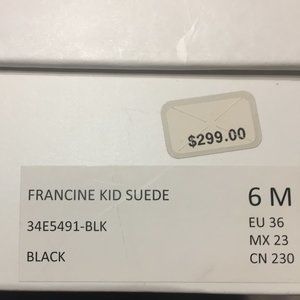 $299.00
FRANCINE KID SUEDE
6 M
34E5491-BLK
EU 36
MX 23
BLACK
CN 230